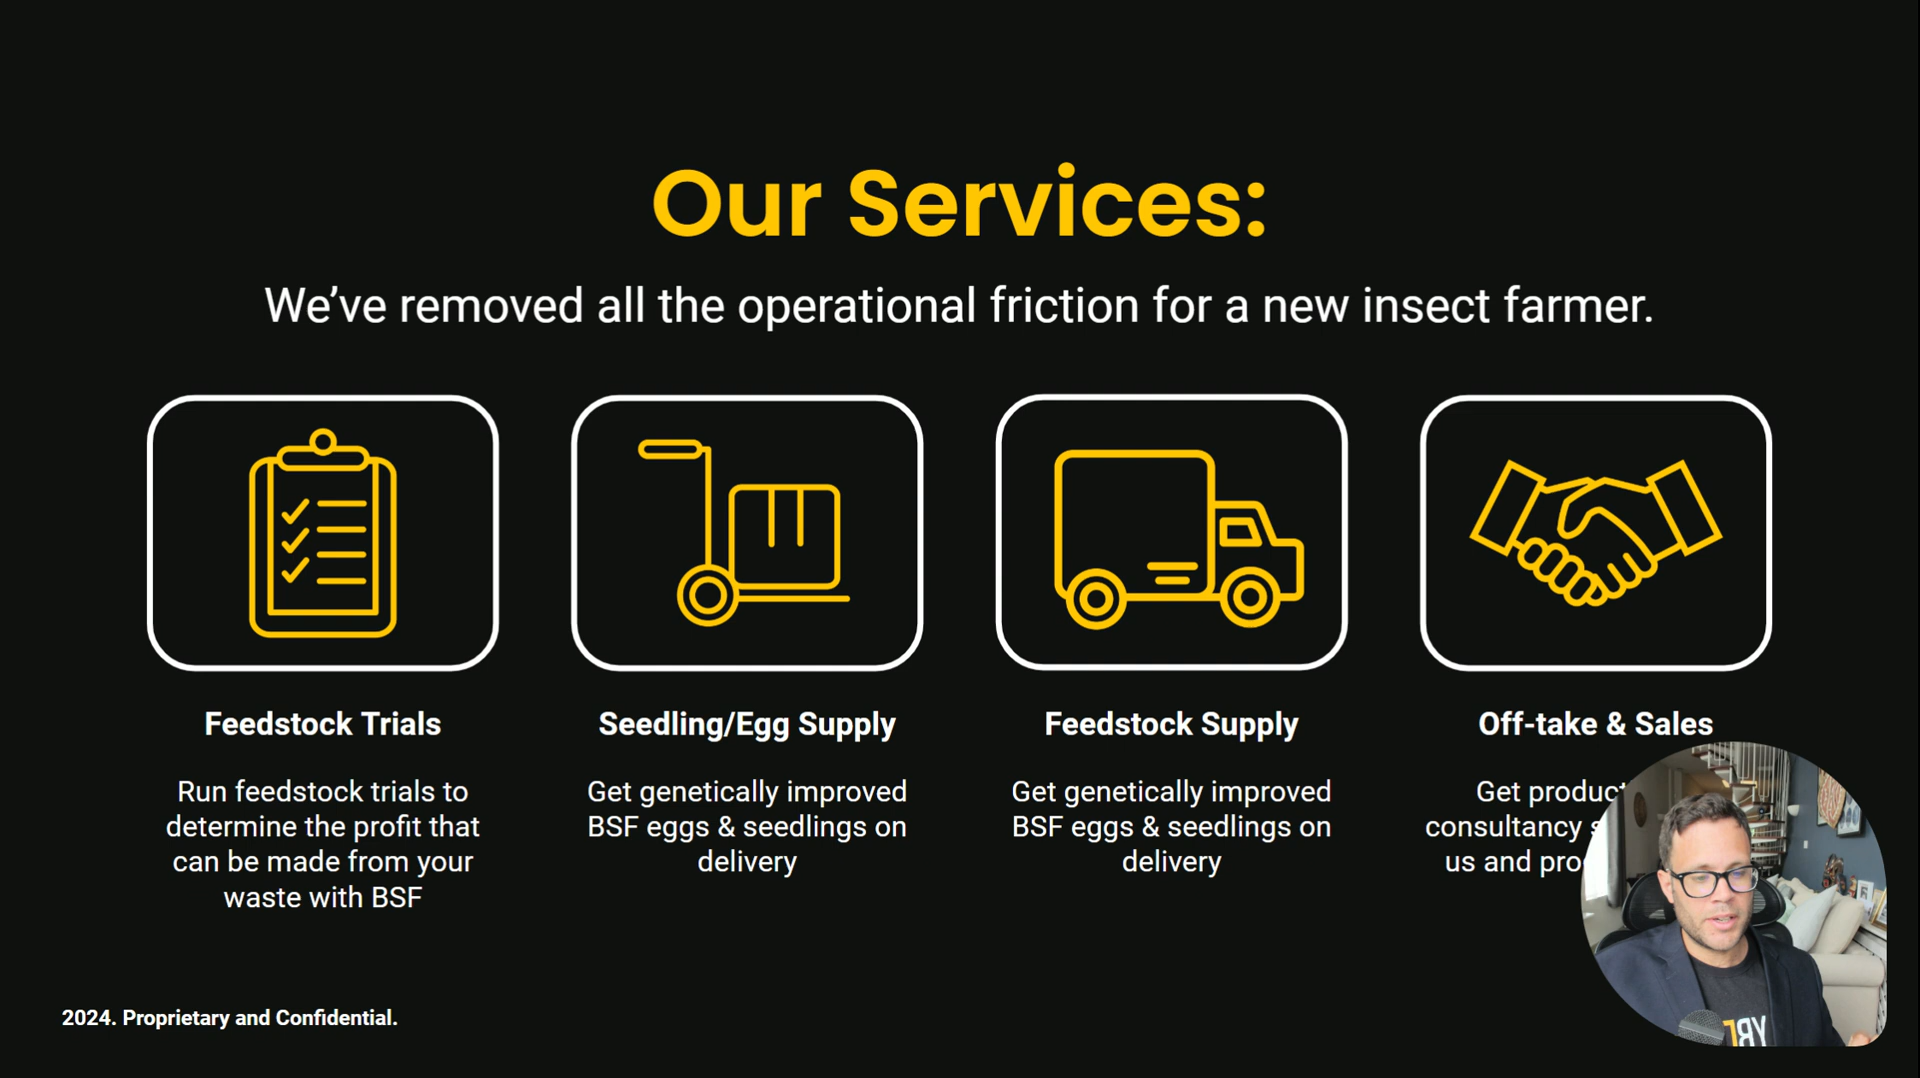 Our Services:
We’ve removed all the operational friction for a new insect farmer.
Feedstock Trials
Run feedstock trials to
determine the profit that
can be made from your
waste with BSF
Seedling/Egg Supply
Get genetically improved
BSF eggs & seedlings on
delivery
Feedstock Supply
Get genetically improved
BSF eggs & seedlings on
delivery
Off-take & Sales
Get product
consultancy
us and
2024. Proprietary and Confidential.